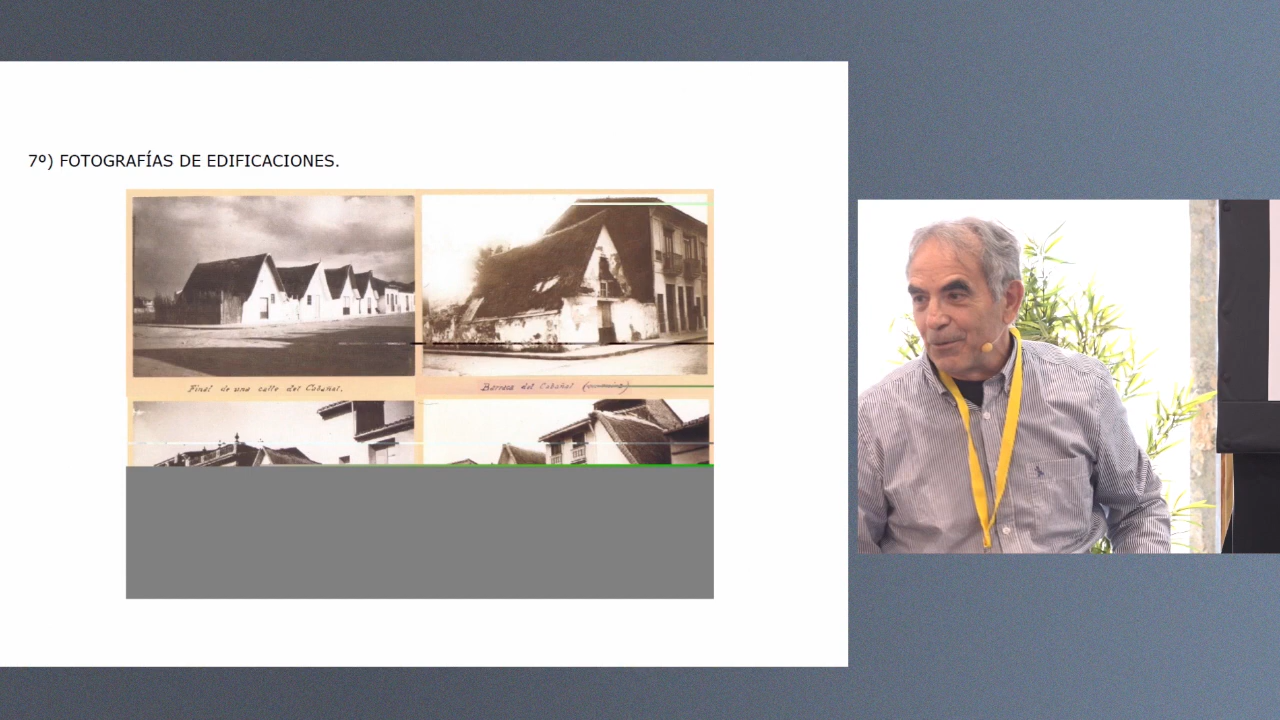 7º) FOTOGRAFÍAS DE EDIFICACIONES.
Final de una calle del Cabañal.
Barraca del Cabañal